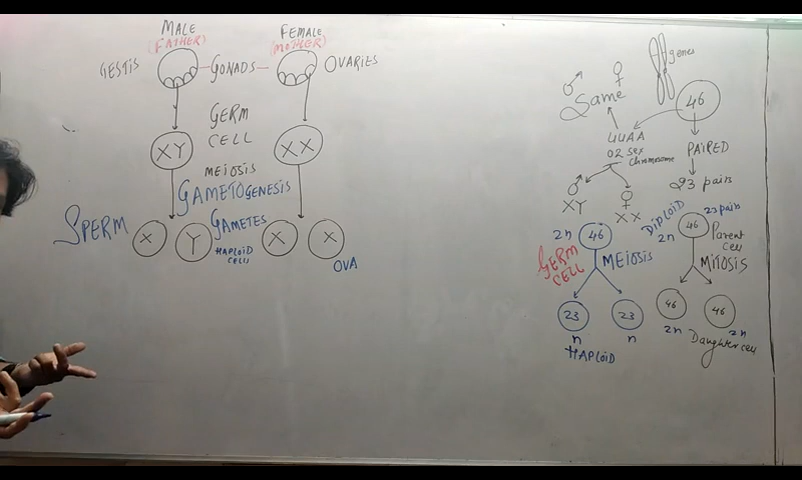 MALE
(FATHER)
FEMALE
(MOTHER)
GESTIS
GONADS
OVARIES
GERM
CELL
XY
XX
MEIOSIS
GAMETOGENESIS
SPERM
GAMETES
HAPLOID
CELLS
X
Y
X
X
OVA
genes
♂
♀
Same
46
44AA
02 Sex
Chromosome
PAIRED
23 pairs
♂
XY
♀
XX
2n
46
GERM
CELL
MEIOSIS
23
23
n
n
HAPLOID
DIPLOID
2n
46
23 pairs
Parent
cell
MITOSIS
46
46
2n
2n
Daughter cell